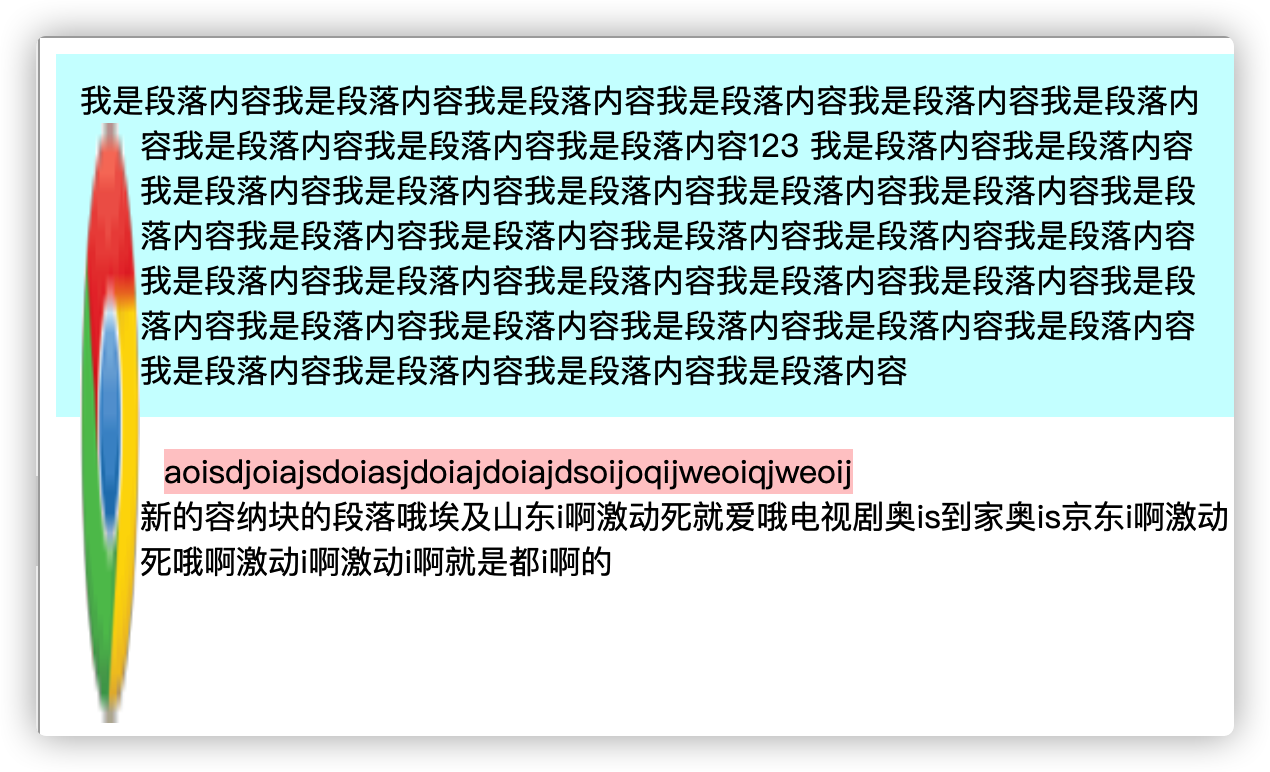 我是段落内容我是段落内容我是段落内容我是段落内容我是段落内容我是段落内
容我是段落内容我是段落内容我是段落内容123 我是段落内容我是段落内容
我是段落内容我是段落内容我是段落内容我是段落内容我是段落内容我是段
落内容我是段落内容我是段落内容我是段落内容我是段落内容我是段落内容
我是段落内容我是段落内容我是段落内容我是段落内容我是段落内容我是段
落内容我是段落内容我是段落内容我是段落内容我是段落内容我是段落内容
我是段落内容我是段落内容我是段落内容我是段落内容
aoisdjoiajsdoiasjdoiajdoiajdsoijoqijweoiqjweoij
新的容纳块的段落哦埃及山东i啊激动死就爱哦电视剧奥is到家奥is京东i啊激动
死哦啊激动i啊激动i啊就是都i啊的